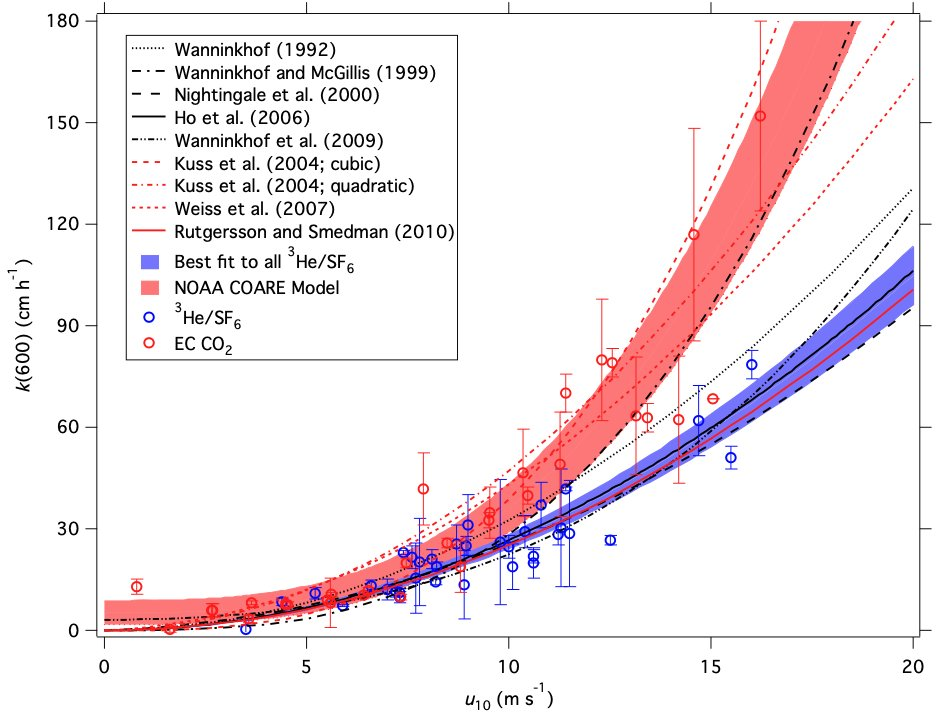 180
150
120
90
60
30
0
k(600) (cm h⁻¹)
Wanninkhof (1992)
Wanninkhof and McGillis (1999)
Nightingale et al. (2000)
Ho et al. (2006)
Wanninkhof et al. (2009)
Kuss et al. (2004; cubic)
Kuss et al. (2004; quadratic)
Weiss et al. (2007)
Rutgersson and Smedman (2010)
Best fit to all ³He/SF₆
NOAA COARE Model
³He/SF₆
EC CO₂
0 5 10 15 20
u₁₀ (m s⁻¹)